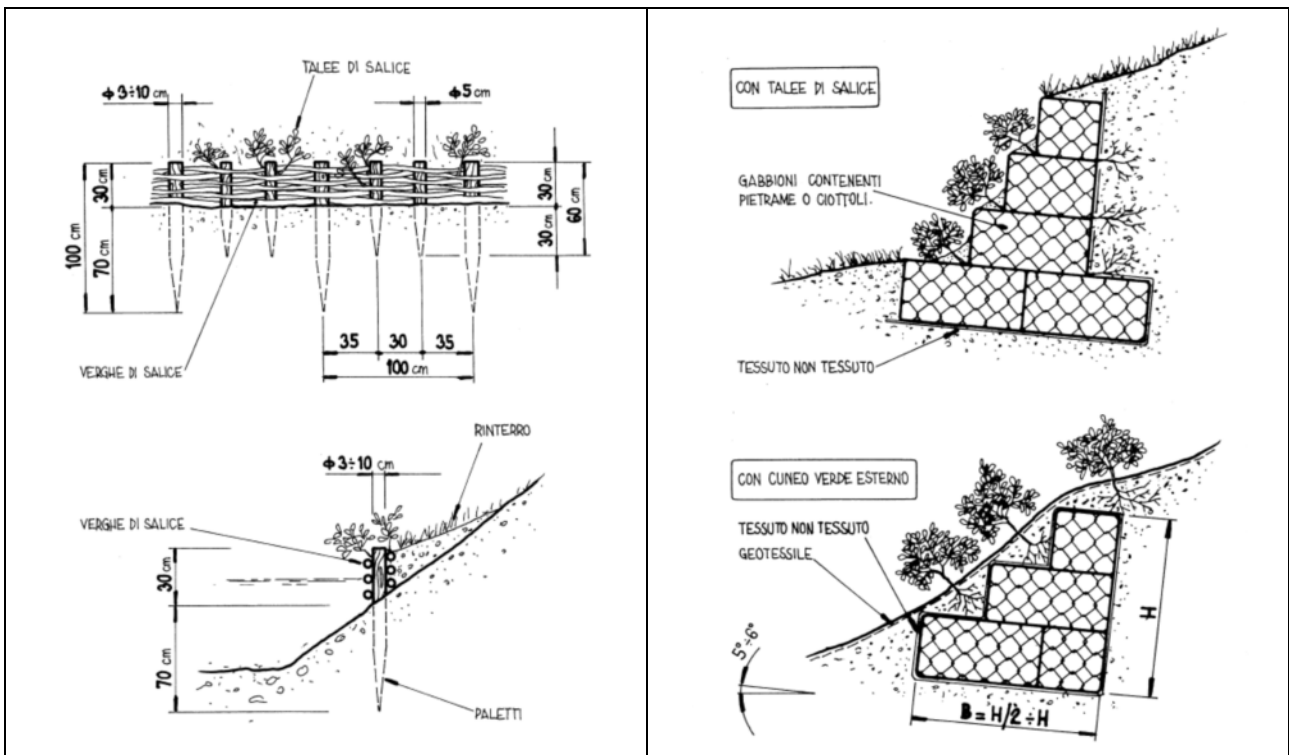 TALEE DI SALICE
ϕ 3÷10 cm
ϕ 5 cm
100 cm
30 cm
70 cm
30 cm
30 cm
60 cm
35
30
35
100 cm
VERGHE DI SALICE
RINTERRO
ϕ 3÷10 cm
VERGHE DI SALICE
30 cm
70 cm
PALETTI
CON TALEE DI SALICE
GABBIONI CONTENENTI
PIETRAME O CIOTTOLI.
TESSUTO NON TESSUTO
CON CUNEO VERDE ESTERNO
TESSUTO NON TESSUTO
GEOTESSILE
H
5°÷6°
B = H/2 ÷ H